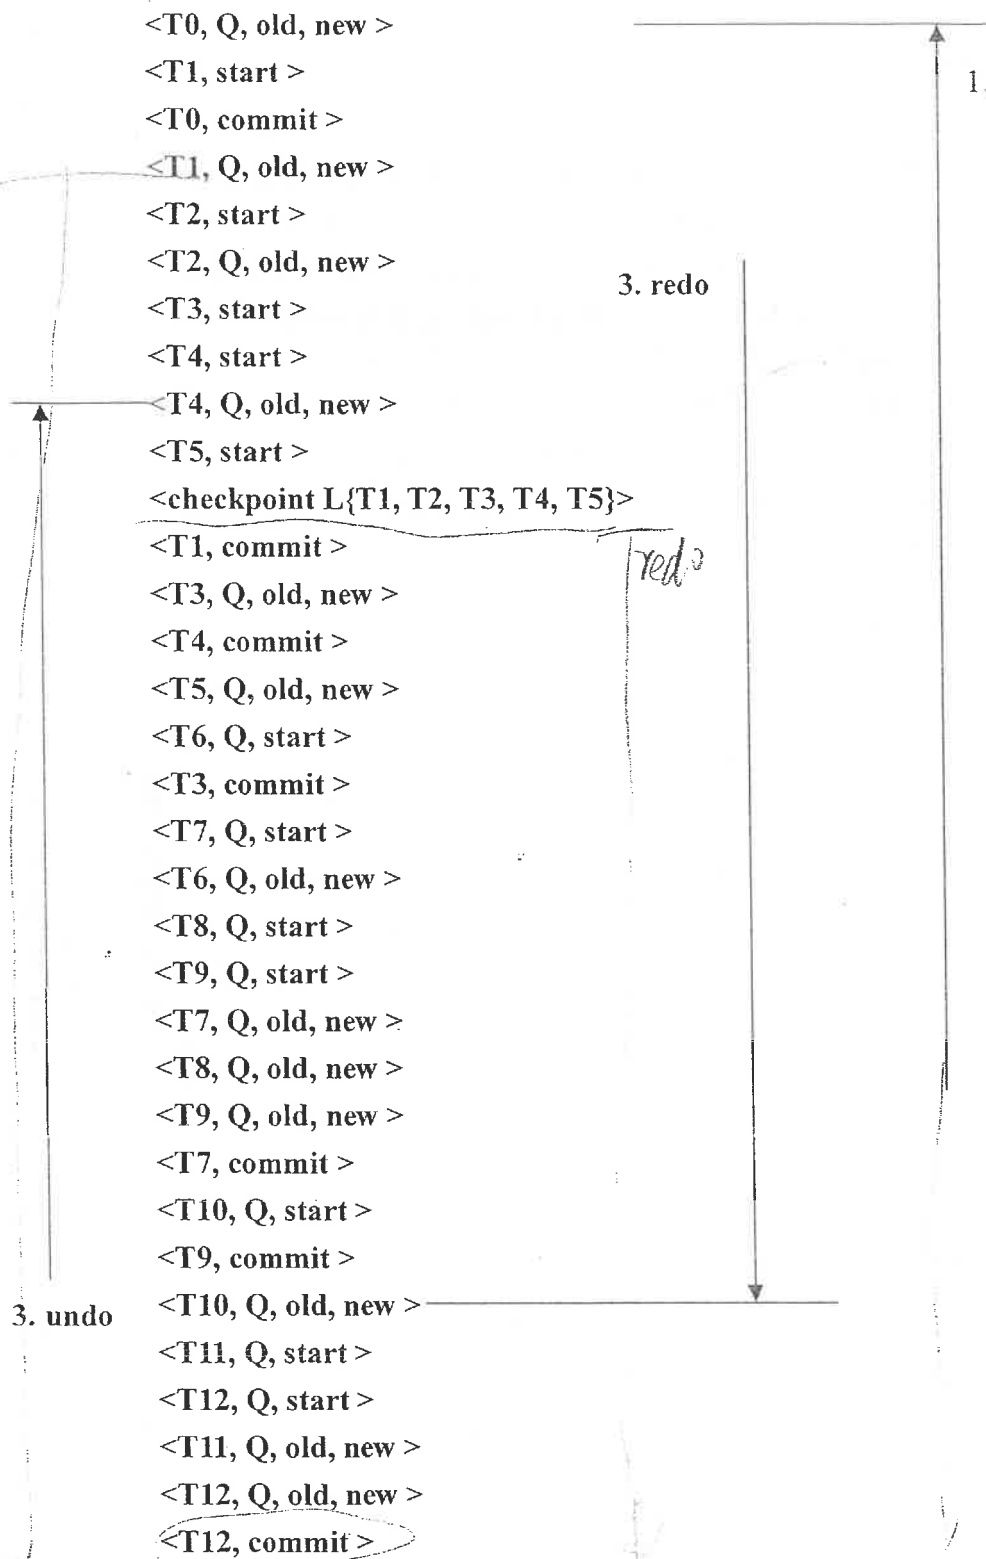 <T0, Q, old, new >
<T1, start >
1.
<T0, commit >
<T1, Q, old, new >
<T2, start >
<T2, Q, old, new >
3. redo
<T3, start >
<T4, start >
<T4, Q, old, new >
<T5, start >
<checkpoint L{T1, T2, T3, T4, T5}>
<T1, commit >
redo
<T3, Q, old, new >
<T4, commit >
<T5, Q, old, new >
<T6, Q, start >
<T3, commit >
<T7, Q, start >
<T6, Q, old, new >
<T8, Q, start >
<T9, Q, start >
<T7, Q, old, new >
<T8, Q, old, new >
<T9, Q, old, new >
<T7, commit >
<T10, Q, start >
<T9, commit >
<T10, Q, old, new >
3. undo
<T11, Q, start >
<T12, Q, start >
<T11, Q, old, new >
<T12, Q, old, new >
<T12, commit >